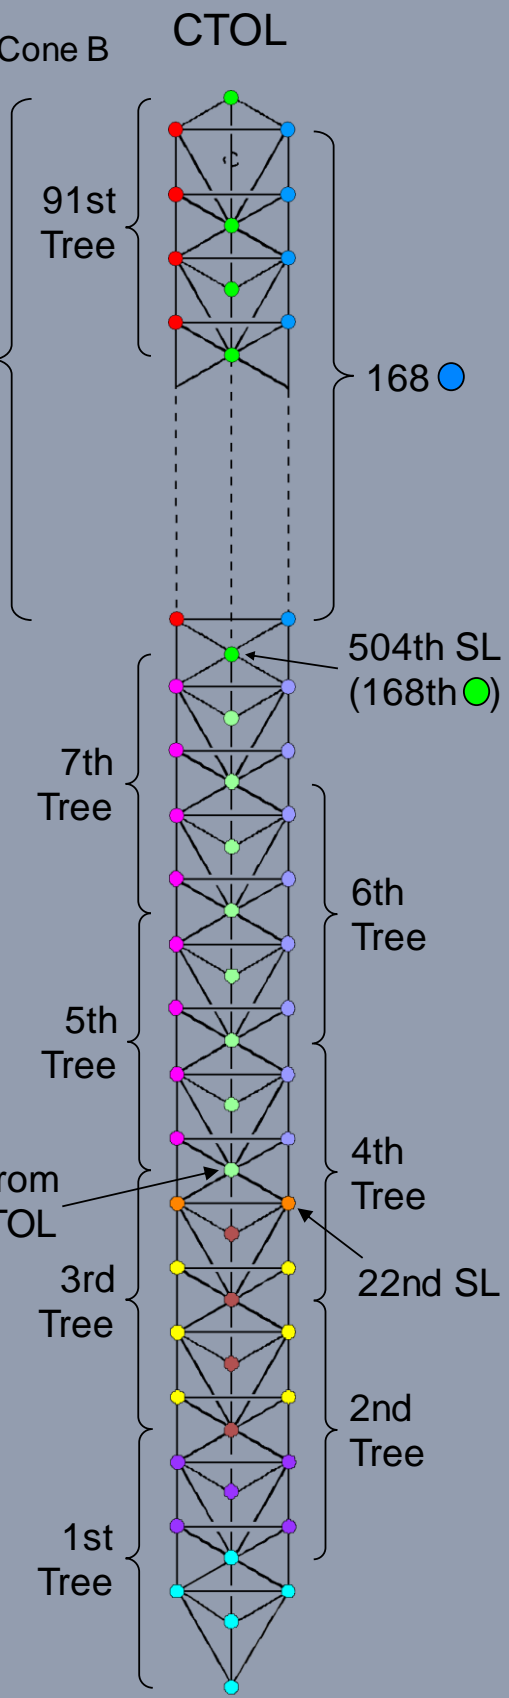 CTOL
Cone B
91st
Tree
168
504th SL
(168th )
7th
Tree
6th
Tree
5th
Tree
4th
Tree
rom
TOL
22nd SL
3rd
Tree
2nd
Tree
1st
Tree